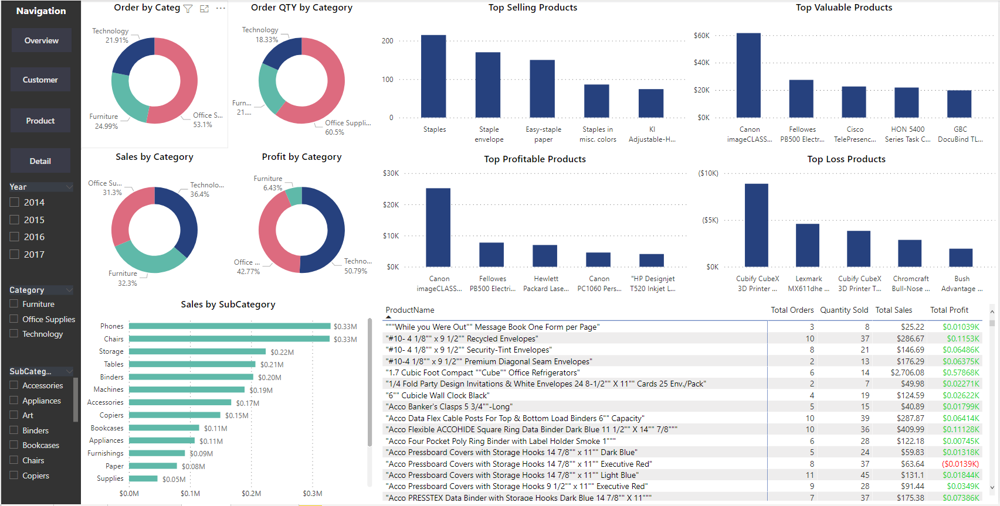 Navigation
Overview
Customer
Product
Detail
Year
2014
2015
2016
2017
Category
Furniture
Office Supplies
Technology
SubCateg...
Accessories
Appliances
Art
Binders
Bookcases
Chairs
Copiers
Order by Categ
Technology
21.91%
Furniture
24.99%
Office S...
53.1%
Order QTY by Category
Technology
18.33%
Furn...
21....
Office Suppli...
60.5%
Top Selling Products
200
100
0
Staples
Staple
envelope
Easy-staple
paper
Staples in
misc. colors
KI
Adjustable-H...
Top Valuable Products
$60K
$40K
$20K
$0K
Canon
imageCLASS...
Fellowes
PB500 Electr...
Cisco
TelePresenc...
HON 5400
Series Task C...
GBC
DocuBind TL...
Sales by Category
Office Su...
31.3%
Technolo...
36.4%
Furniture
32.3%
Profit by Category
Furniture
6.43%
Office ...
42.77%
Techno...
50.79%
Top Profitable Products
$30K
$20K
$10K
$0K
Canon
imageCLASS...
Fellowes
PB500 Electri...
Hewlett
Packard Lase...
Canon
PC1060 Pers...
"HP Designjet
T520 Inkjet L...
Top Loss Products
($10K)
($5K)
$0K
Cubify CubeX
3D Printer ...
Lexmark
MX611dhe ...
Cubify CubeX
3D Printer T...
Chromcraft
Bull-Nose ...
Bush
Advantage ...
Sales by SubCategory
Phones $0.33M
Chairs $0.33M
Storage $0.22M
Tables $0.21M
Binders $0.20M
Machines $0.19M
Accessories $0.17M
Copiers $0.15M
Bookcases $0.11M
Appliances $0.11M
Furnishings $0.09M
Paper $0.08M
Supplies $0.05M
$0.0M $0.1M $0.2M $0.3M
ProductName Total Orders Quantity Sold Total Sales Total Profit
"""While you Were Out"" Message Book One Form per Page" 3 8 $25.22 $0.01039K
"#10- 4 1/8"" x 9 1/2"" Recycled Envelopes" 10 37 $286.67 $0.1153K
"#10- 4 1/8"" x 9 1/2"" Security-Tint Envelopes" 8 21 $146.69 $0.06486K
"#10-4 1/8"" x 9 1/2"" Premium Diagonal Seam Envelopes" 2 13 $176.29 $0.06375K
"1.7 Cubic Foot Compact ""Cube"" Office Refrigerators" 6 14 $2,706.08 $0.57868K
"1/4 Fold Party Design Invitations & White Envelopes 24 8-1/2"" X 11"" Cards 25 Env./Pack" 2 7 $49.98 $0.02271K
"6"" Cubicle Wall Clock Black" 4 19 $124.59 $0.02622K
"Acco Banker's Clasps 5 3/4""-Long" 5 15 $40.89 $0.01799K
"Acco Data Flex Cable Posts For Top & Bottom Load Binders 6"" Capacity" 10 39 $287.87 $0.06414K
"Acco Flexible ACCOHIDE Square Ring Data Binder Dark Blue 11 1/2"" X 14"" 7/8""" 10 36 $409.99 $0.11128K
"Acco Four Pocket Poly Ring Binder with Label Holder Smoke 1""" 6 28 $122.18 $0.00745K
"Acco Pressboard Covers with Storage Hooks 14 7/8"" x 11"" Dark Blue" 5 24 $59.83 $0.01318K
"Acco Pressboard Covers with Storage Hooks 14 7/8"" x 11"" Executive Red" 8 37 $63.64 ($0.0139K)
"Acco Pressboard Covers with Storage Hooks 14 7/8"" x 11"" Light Blue" 11 45 $131.1 $0.01844K
"Acco Pressboard Covers with Storage Hooks 9 1/2"" x 11"" Executive Red" 9 28 $91.44 $0.0349K
"Acco PRESSTEX Data Binder with Storage Hooks Dark Blue 14 7/8"" X 11""" 7 37 $175.38 $0.07386K